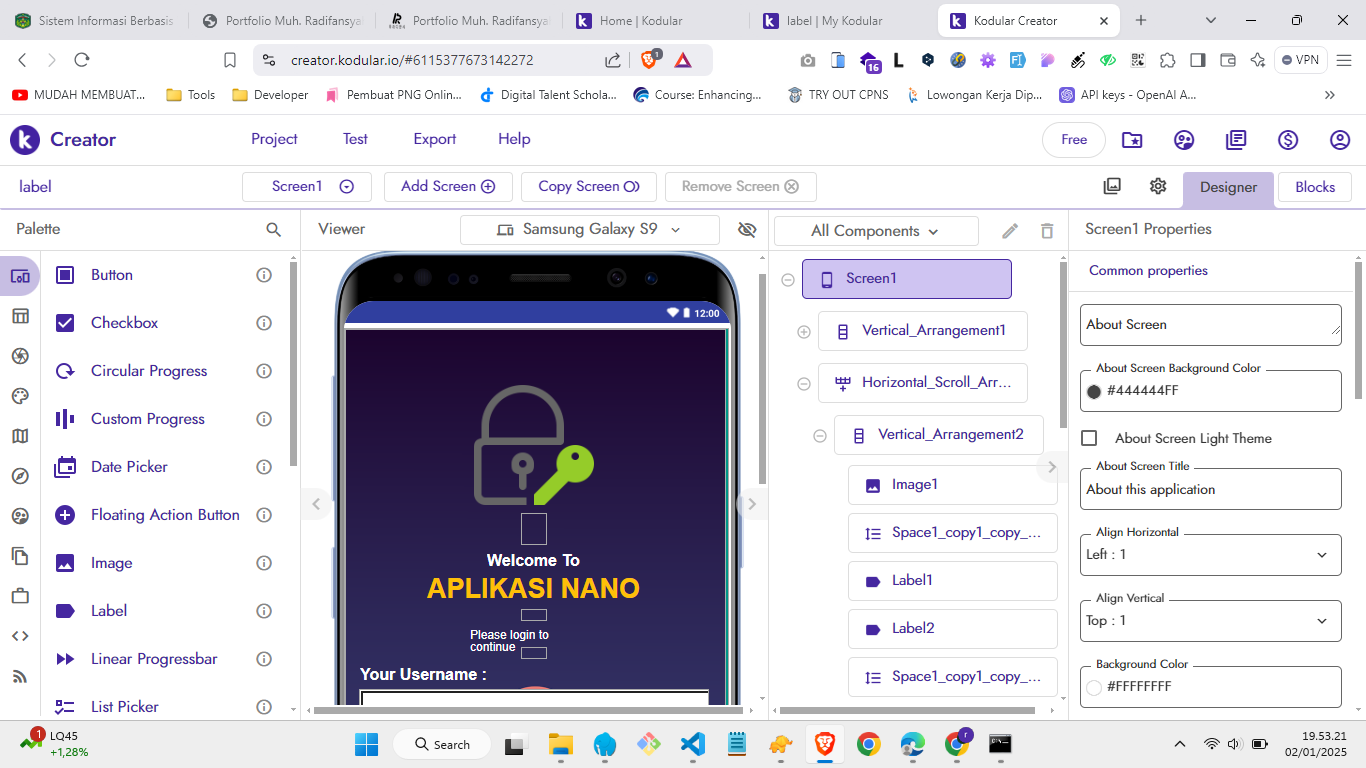 Sistem Informasi Berbasis
Portfolio Muh. Radifansya
Portfolio Muh. Radifansya
Home | Kodular
label | My Kodular
Kodular Creator
creator.kodular.io/#6115377673142272
1
16
VPN
MUDAH MEMBUAT...
Tools
Developer
Pembuat PNG Online...
Digital Talent Schola...
Course: Enhancing...
TRY OUT CPNS
Lowongan Kerja Dip...
API keys - OpenAI A...
Creator
Project
Test
Export
Help
Free
label
Screen1
Add Screen
Copy Screen
Remove Screen
Designer
Blocks
Palette
Viewer
Samsung Galaxy S9
All Components
Screen1 Properties
Button
Checkbox
Circular Progress
Custom Progress
Date Picker
Floating Action Button
Image
Label
Linear Progressbar
List Picker
12:00
Welcome To
APLIKASI NANO
Please login to
continue
Your Username :
Screen1
Vertical_Arrangement1
Horizontal_Scroll_Arr...
Vertical_Arrangement2
Image1
Space1_copy1_copy_...
Label1
Label2
Space1_copy1_copy_...
Common properties
About Screen
About Screen Background Color
#444444FF
About Screen Light Theme
About Screen Title
About this application
Align Horizontal
Left : 1
Align Vertical
Top : 1
Background Color
#FFFFFFFF
1
LQ45
+1,28%
Search
19.53.21
02/01/2025